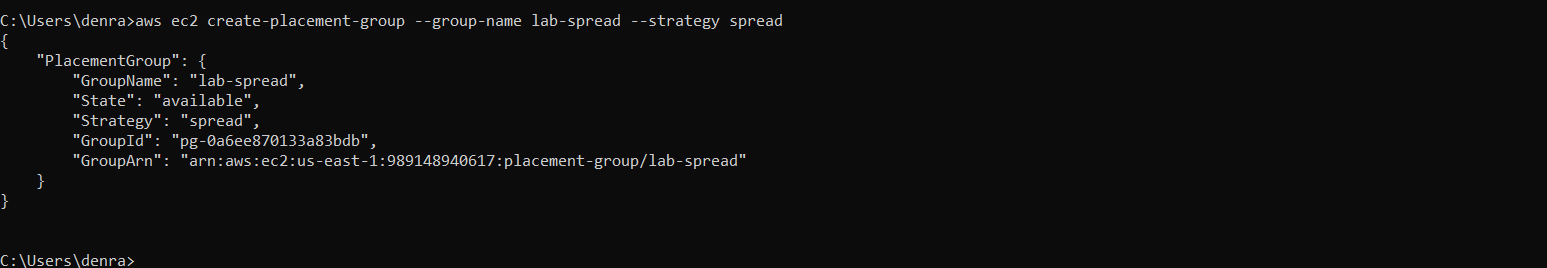 C:\Users\denra>aws ec2 create-placement-group --group-name lab-spread --strategy spread
{
    "PlacementGroup": {
        "GroupName": "lab-spread",
        "State": "available",
        "Strategy": "spread",
        "GroupId": "pg-0a6ee870133a83bdb",
        "GroupArn": "arn:aws:ec2:us-east-1:989148940617:placement-group/lab-spread"
    }
}
C:\Users\denra>